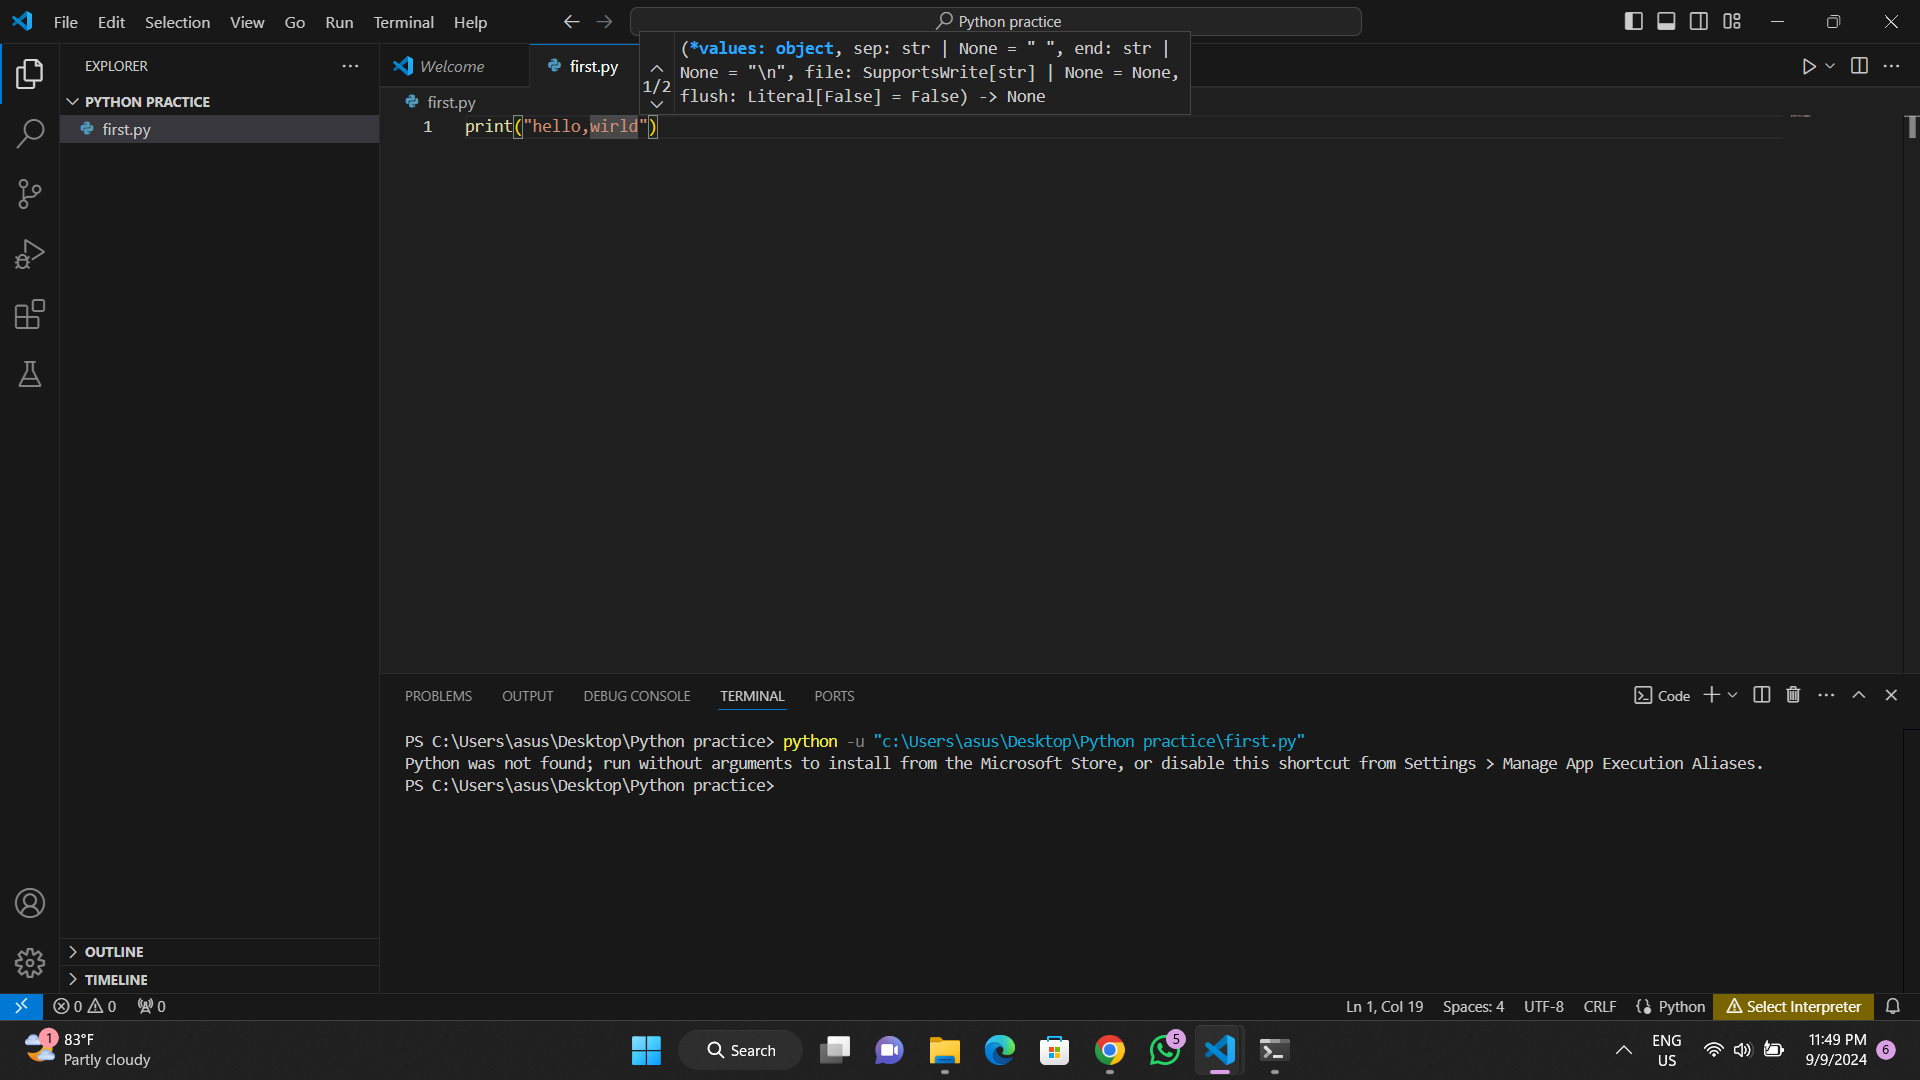 File Edit Selection View Go Run Terminal Help
Python practice
EXPLORER
Welcome
first.py
(*values: object, sep: str | None = " ", end: str |
None = "\n", file: SupportsWrite[str] | None = None,
flush: Literal[False] = False) -> None
1/2
PYTHON PRACTICE
first.py
first.py
1 print("hello,wirld")
PROBLEMS OUTPUT DEBUG CONSOLE TERMINAL PORTS
Code
PS C:\Users\asus\Desktop\Python practice> python -u "c:\Users\asus\Desktop\Python practice\first.py"
Python was not found; run without arguments to install from the Microsoft Store, or disable this shortcut from Settings > Manage App Execution Aliases.
PS C:\Users\asus\Desktop\Python practice>
OUTLINE
TIMELINE
0 0 0
Ln 1, Col 19 Spaces: 4 UTF-8 CRLF Python Select Interpreter
1
83°F
Partly cloudy
Search
5
ENG
US
11:49 PM
9/9/2024
6